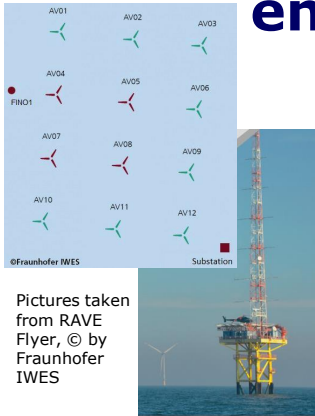 en
AV01
AV02
AV03
AV04
AV05
AV06
FINO1
AV07
AV08
AV09
AV10
AV11
AV12
©Fraunhofer IWES
Substation
Pictures taken
from RAVE
Flyer, © by
Fraunhofer
IWES